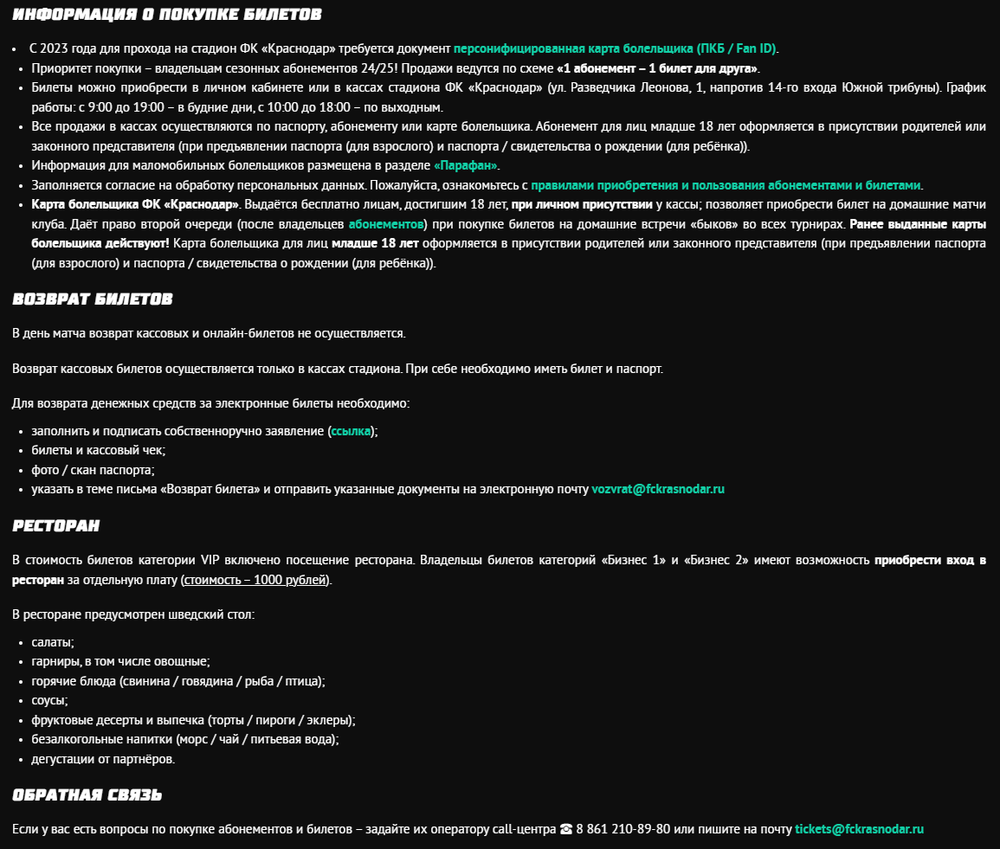 ИНФОРМАЦИЯ О ПОКУПКЕ БИЛЕТОВ
• С 2023 года для прохода на стадион ФК «Краснодар» требуется документ персонифицированная карта болельщика (ПКБ / Fan ID).
• Приоритет покупки – владельцам сезонных абонементов 24/25! Продажи ведутся по схеме «1 абонемент – 1 билет для друга».
• Билеты можно приобрести в личном кабинете или в кассах стадиона ФК «Краснодар» (ул. Разведчика Леонова, 1, напротив 14-го входа Южной трибуны). График
работы: с 9:00 до 19:00 – в будние дни, с 10:00 до 18:00 – по выходным.
• Все продажи в кассах осуществляются по паспорту, абонементу или карте болельщика. Абонемент для лиц младше 18 лет оформляется в присутствии родителей или
законного представителя (при предъявлении паспорта (для взрослого) и паспорта / свидетельства о рождении (для ребёнка)).
• Информация для маломобильных болельщиков размещена в разделе «Парафан».
• Заполняется согласие на обработку персональных данных. Пожалуйста, ознакомьтесь с правилами приобретения и пользования абонементами и билетами.
• Карта болельщика ФК «Краснодар». Выдаётся бесплатно лицам, достигшим 18 лет, при личном присутствии у кассы; позволяет приобрести билет на домашние матчи
клуба. Даёт право второй очереди (после владельцев абонементов) при покупке билетов на домашние встречи «быков» во всех турнирах. Ранее выданные карты
болельщика действуют! Карта болельщика для лиц младше 18 лет оформляется в присутствии родителей или законного представителя (при предъявлении паспорта
(для взрослого) и паспорта / свидетельства о рождении (для ребёнка)).
ВОЗВРАТ БИЛЕТОВ
В день матча возврат кассовых и онлайн-билетов не осуществляется.
Возврат кассовых билетов осуществляется только в кассах стадиона. При себе необходимо иметь билет и паспорт.
Для возврата денежных средств за электронные билеты необходимо:
• заполнить и подписать собственноручно заявление (ссылка);
• билеты и кассовый чек;
• фото / скан паспорта;
• указать в теме письма «Возврат билета» и отправить указанные документы на электронную почту vozvrat@fckrasnodar.ru
РЕСТОРАН
В стоимость билетов категории VIP включено посещение ресторана. Владельцы билетов категорий «Бизнес 1» и «Бизнес 2» имеют возможность приобрести вход в
ресторан за отдельную плату (стоимость – 1000 рублей).
В ресторане предусмотрен шведский стол:
• салаты;
• гарниры, в том числе овощные;
• горячие блюда (свинина / говядина / рыба / птица);
• соусы;
• фруктовые десерты и выпечка (торты / пироги / эклеры);
• безалкогольные напитки (морс / чай / питьевая вода);
• дегустации от партнёров.
ОБРАТНАЯ СВЯЗЬ
Если у вас есть вопросы по покупке абонементов и билетов – задайте их оператору call-центра ☎ 8 861 210-89-80 или пишите на почту tickets@fckrasnodar.ru